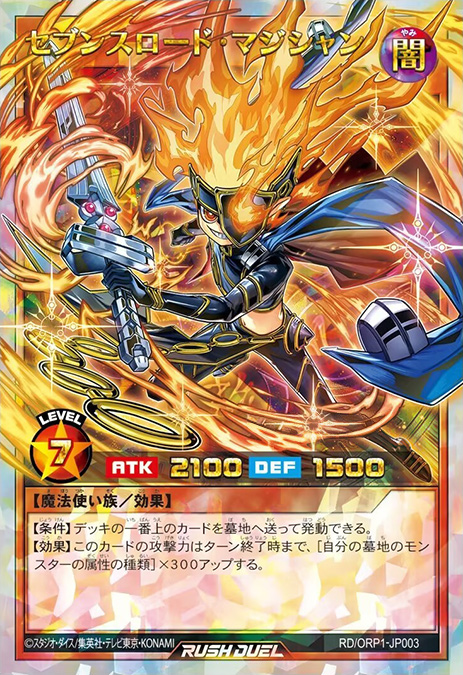 セブンスロード・マジシャン
やみ
闇
LEVEL
7
ATK 2100 DEF 1500
【魔法使い族/効果】
【条件】デッキの一番上のカードを墓地へ送って発動できる。
【効果】このカードの攻撃力はターン終了時まで、[自分の墓地のモン
スターの属性の種類]×300アップする。
©スタジオ・ダイス/集英社・テレビ東京・KONAMI
RUSH DUEL
RD/ORP1-JP003